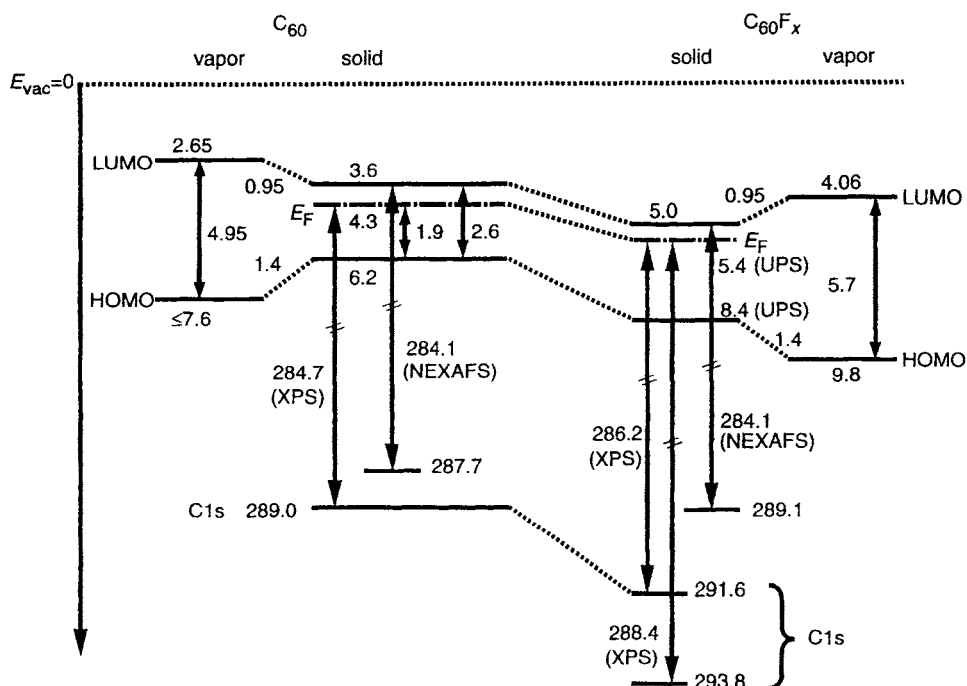 C60 C60Fx
vapor solid solid vapor
Evac=0
2.65
LUMO
3.6
0.95
0.95
4.06
LUMO
5.0
EF
4.3
EF
4.95
1.9
2.6
5.4 (UPS)
5.7
1.4
6.2
HOMO
≤7.6
8.4 (UPS)
1.4
HOMO
9.8
284.7
(XPS)
284.1
(NEXAFS)
286.2
(XPS)
284.1
(NEXAFS)
287.7
C1s 289.0
289.1
291.6
288.4
(XPS)
C1s
293.8